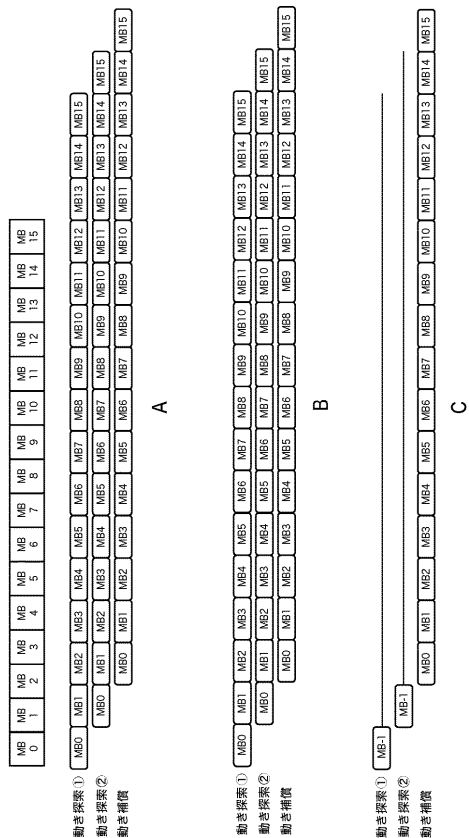 MB 0 MB 1 MB 2 MB 3 MB 4 MB 5 MB 6 MB 7 MB 8 MB 9 MB 10 MB 11 MB 12 MB 13 MB 14 MB 15
動き探索① MB0 MB1 MB2 MB3 MB4 MB5 MB6 MB7 MB8 MB9 MB10 MB11 MB12 MB13 MB14 MB15
動き探索② MB0 MB1 MB2 MB3 MB4 MB5 MB6 MB7 MB8 MB9 MB10 MB11 MB12 MB13 MB14 MB15
動き補償 MB0 MB1 MB2 MB3 MB4 MB5 MB6 MB7 MB8 MB9 MB10 MB11 MB12 MB13 MB14 MB15
A
動き探索① MB0 MB1 MB2 MB3 MB4 MB5 MB6 MB7 MB8 MB9 MB10 MB11 MB12 MB13 MB14 MB15
動き探索② MB0 MB1 MB2 MB3 MB4 MB5 MB6 MB7 MB8 MB9 MB10 MB11 MB12 MB13 MB14 MB15
動き補償 MB0 MB1 MB2 MB3 MB4 MB5 MB6 MB7 MB8 MB9 MB10 MB11 MB12 MB13 MB14 MB15
B
動き探索① MB-1
動き探索② MB-1
動き補償 MB0 MB1 MB2 MB3 MB4 MB5 MB6 MB7 MB8 MB9 MB10 MB11 MB12 MB13 MB14 MB15
C